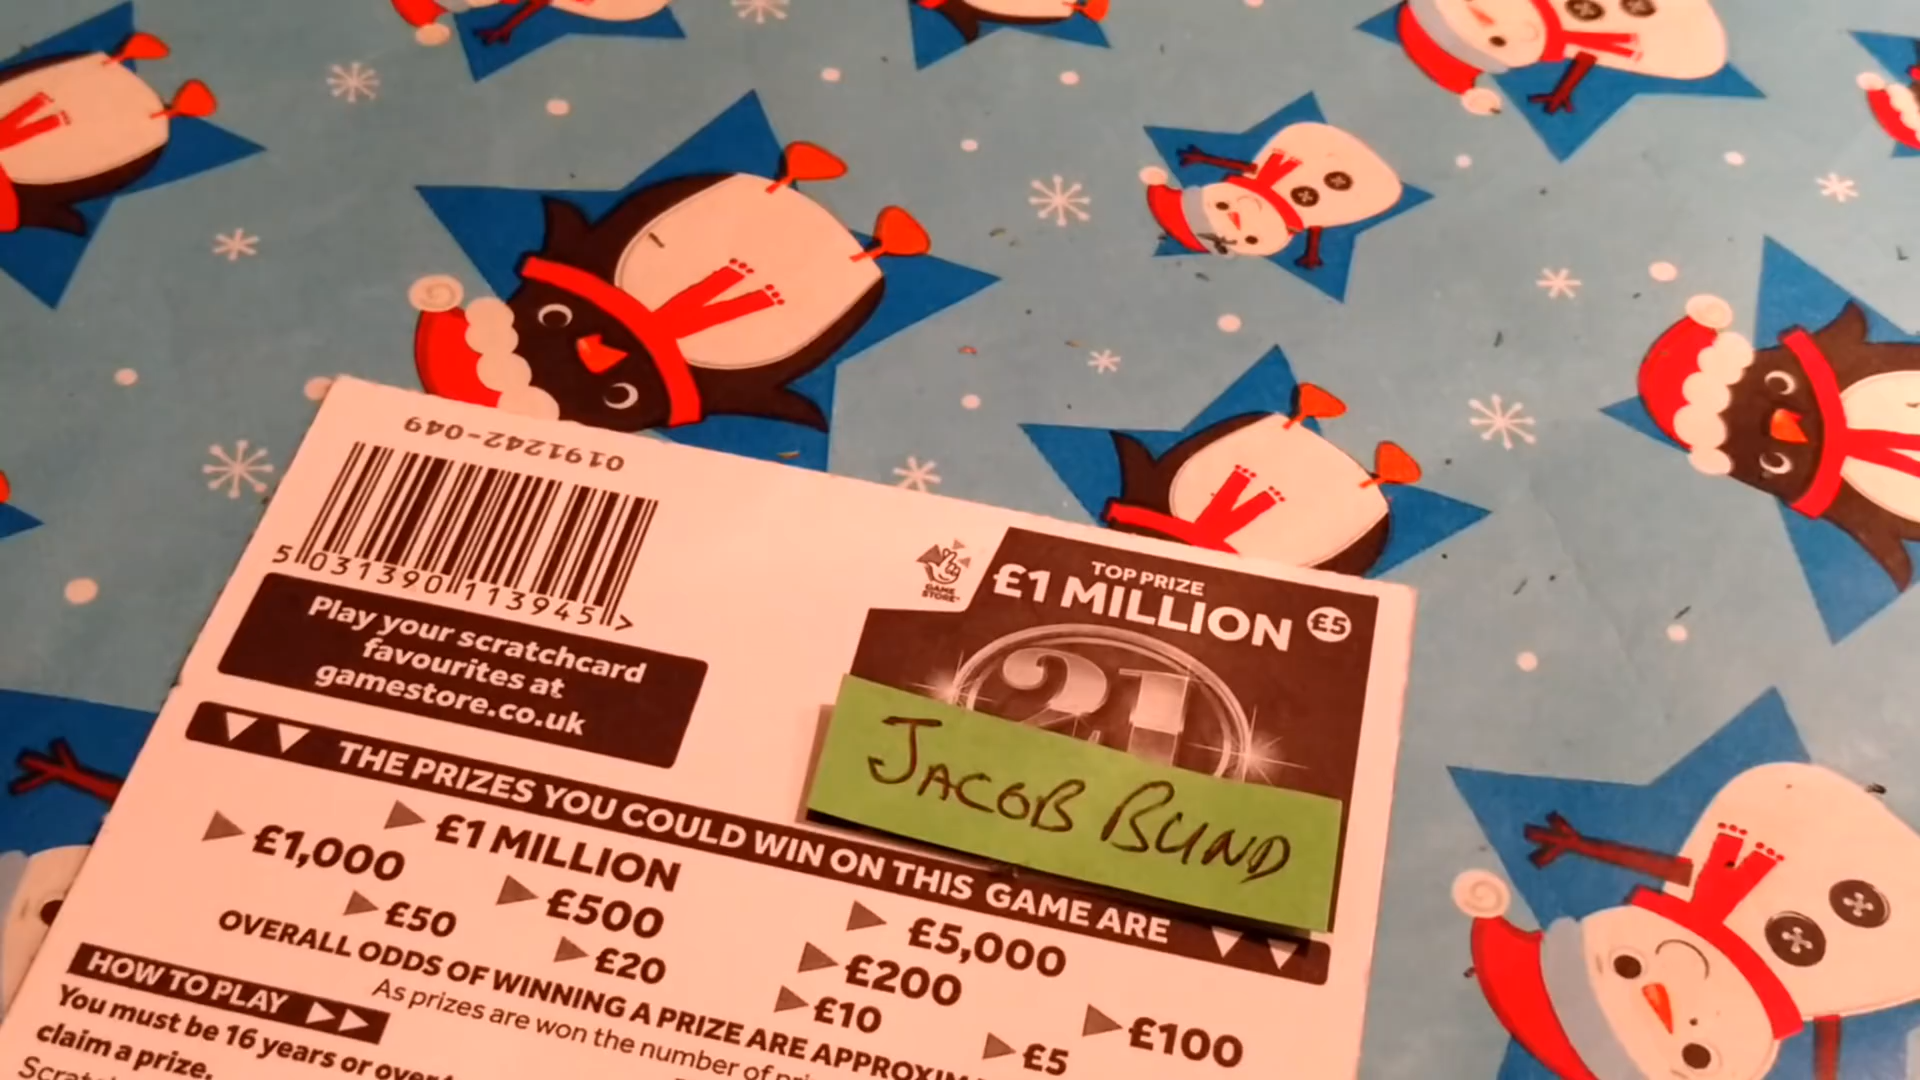 0191242-049
5 031390 113945 >
Play your scratchcard
favourites at
gamestore.co.uk
GAME
STORE
TOP PRIZE
£1 MILLION £5
21
JACOB BLIND
THE PRIZES YOU COULD WIN ON THIS GAME ARE
£1 MILLION
£1,000
£500
£5,000
£50
£20
£200
£10
£100
£5
OVERALL ODDS OF WINNING A PRIZE ARE
As prizes are won the number of
HOW TO PLAY
You must be 16 years or
claim a prize.